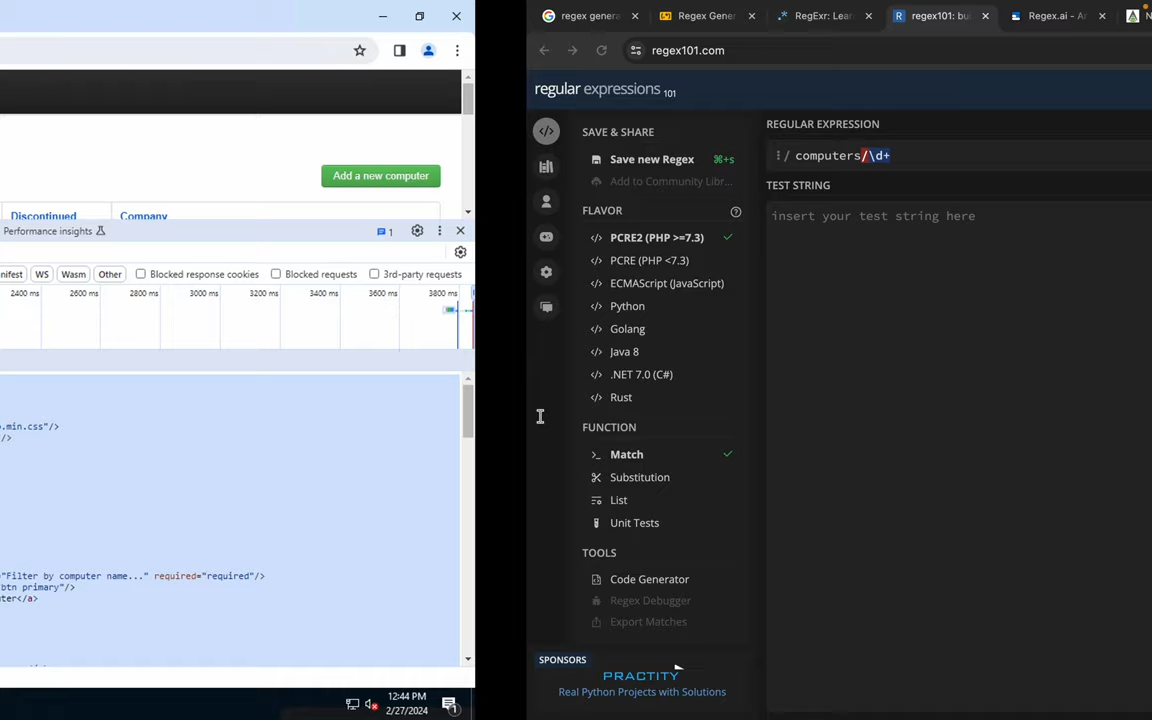 Add a new computer
Discontinued
Company
Performance insights
1
nifest
WS
Wasm
Other
Blocked response cookies
Blocked requests
3rd-party requests
2400 ms
2600 ms
2800 ms
3000 ms
3200 ms
3400 ms
3600 ms
3800 ms
.min.css"/>
/>
="Filter by computer name..." required="required"/>
btn primary"/>
ter</a>
12:44 PM
2/27/2024
1
regex genera
Regex Gener
RegExr: Lear
regex101: bui
Regex.ai - Ar
regex101.com
regular expressions 101
SAVE & SHARE
Save new Regex
⌘+s
Add to Community Libr...
FLAVOR
PCRE2 (PHP >=7.3)
PCRE (PHP <7.3)
ECMAScript (JavaScript)
Python
Golang
Java 8
.NET 7.0 (C#)
Rust
FUNCTION
Match
Substitution
List
Unit Tests
TOOLS
Code Generator
Regex Debugger
Export Matches
SPONSORS
PRACTITY
Real Python Projects with Solutions
REGULAR EXPRESSION
/ computers/\d+
TEST STRING
insert your test string here